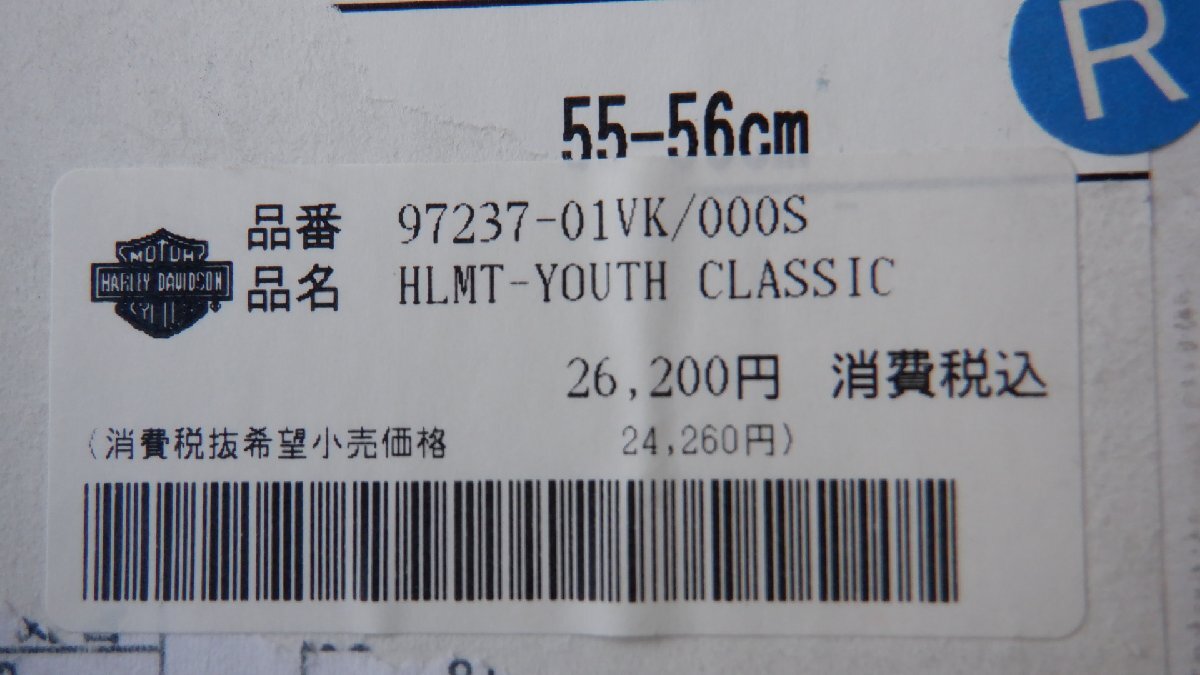 R
55-56cm
品番 97237-01VK/000S
MOTOR
HARLEY-DAVIDSON
品名 HLMT-YOUTH CLASSIC
26,200円 消費税込
(消費税抜希望小売価格 24,260円)